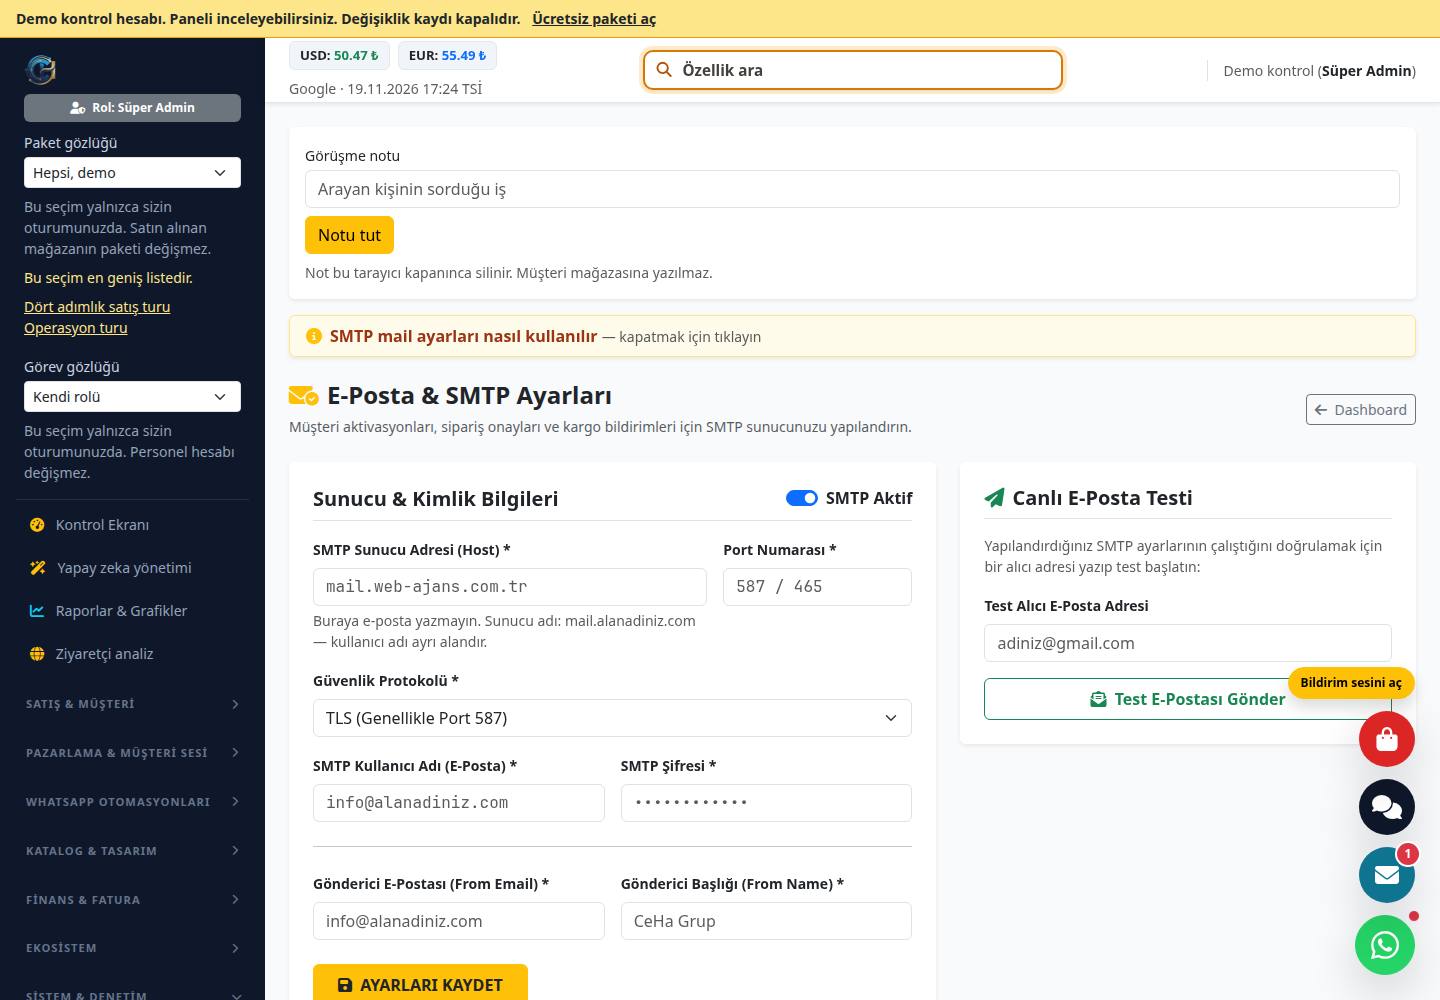 Demo kontrol hesabı. Paneli inceleyebilirsiniz. Değişiklik kaydı kapalıdır. Ücretsiz paketi aç
Rol: Süper Admin
Paket gözlüğü
Hepsi, demo
Bu seçim yalnızca sizin
oturumunuzda. Satın alınan
mağazanın paketi değişmez.
Bu seçim en geniş listedir.
Dört adımlık satış turu
Operasyon turu
Görev gözlüğü
Kendi rolü
Bu seçim yalnızca sizin
oturumunuzda. Personel hesabı
değişmez.
Kontrol Ekranı
Yapay zeka yönetimi
Raporlar & Grafikler
Ziyaretçi analiz
SATIŞ & MÜŞTERİ
PAZARLAMA & MÜŞTERİ SESİ
WHATSAPP OTOMASYONLARI
KATALOG & TASARIM
FİNANS & FATURA
EKOSİSTEM
SİSTEM & DENETİM
USD: 50.47 ₺ EUR: 55.49 ₺
Google · 19.11.2026 17:24 TSİ
Özellik ara
Demo kontrol (Süper Admin)
Görüşme notu
Arayan kişinin sorduğu iş
Notu tut
Not bu tarayıcı kapanınca silinir. Müşteri mağazasına yazılmaz.
SMTP mail ayarları nasıl kullanılır — kapatmak için tıklayın
E-Posta & SMTP Ayarları
Müşteri aktivasyonları, sipariş onayları ve kargo bildirimleri için SMTP sunucunuzu yapılandırın.
Dashboard
Sunucu & Kimlik Bilgileri
SMTP Aktif
SMTP Sunucu Adresi (Host) * Port Numarası *
mail.web-ajans.com.tr 587 / 465
Buraya e-posta yazmayın. Sunucu adı: mail.alanadiniz.com
— kullanıcı adı ayrı alandır.
Güvenlik Protokolü *
TLS (Genellikle Port 587)
SMTP Kullanıcı Adı (E-Posta) * SMTP Şifresi *
info@alanadiniz.com ••••••••••••
Gönderici E-Postası (From Email) * Gönderici Başlığı (From Name) *
info@alanadiniz.com CeHa Grup
AYARLARI KAYDET
Canlı E-Posta Testi
Yapılandırdığınız SMTP ayarlarının çalıştığını doğrulamak için
bir alıcı adresi yazıp test başlatın:
Test Alıcı E-Posta Adresi
adiniz@gmail.com
Bildirim sesini aç
Test E-Postası Gönder
1